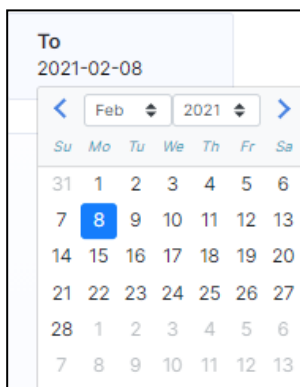 To
2021-02-08
Feb 2021
Su Mo Tu We Th Fr Sa
31 1 2 3 4 5 6
7 8 9 10 11 12 13
14 15 16 17 18 19 20
21 22 23 24 25 26 27
28 1 2 3 4 5 6
7 8 9 10 11 12 13